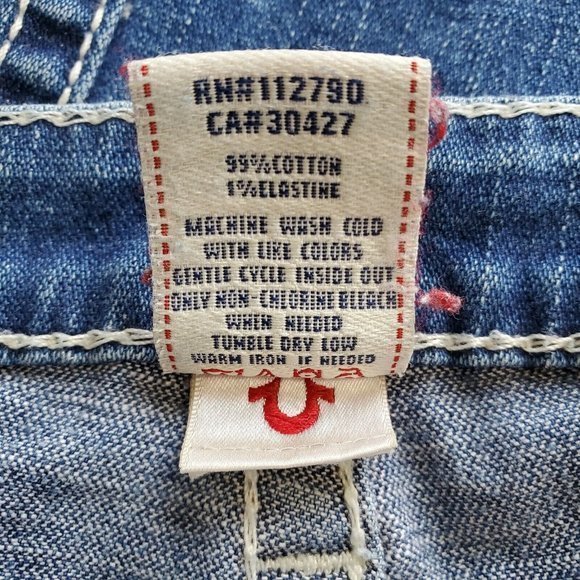 RN#112790
CA#30427
99%COTTON
1%ELASTINE
MACHINE WASH COLD
WITH LIKE COLORS
GENTLE CYCLE INSIDE OUT
ONLY NON-CHLORINE BLEACH
WHEN NEEDED
TUMBLE DRY LOW
WARM IRON IF NEEDED